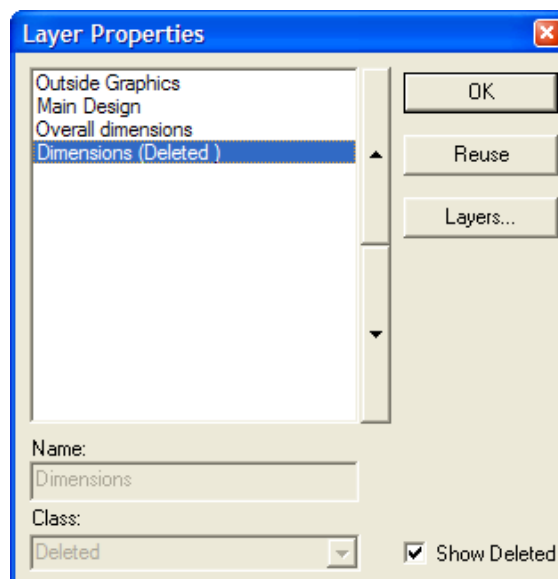 Layer Properties
Outside Graphics
Main Design
Overall dimensions
Dimensions (Deleted )
OK
Reuse
Layers...
Name:
Dimensions
Class:
Deleted
Show Deleted